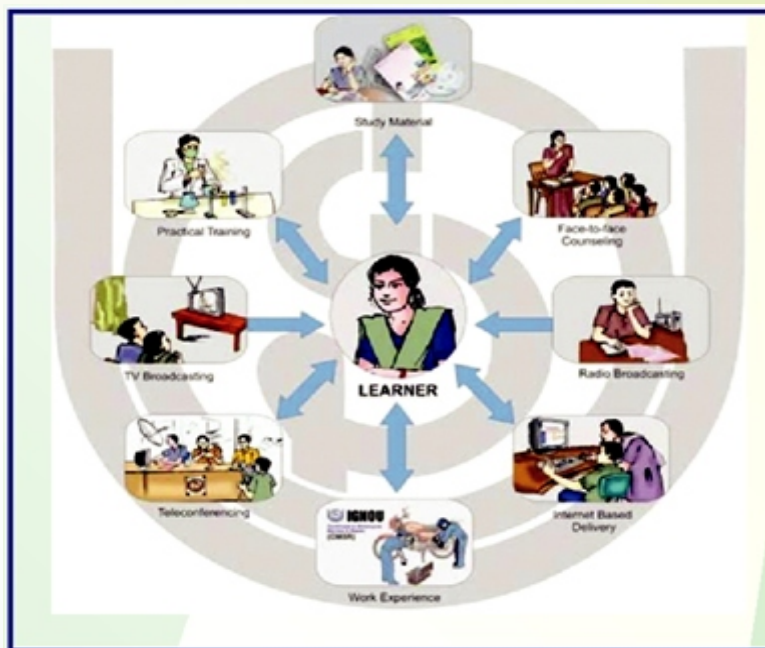 Study Material
Practical Training
Face-to-face
Counseling
TV Broadcasting
Radio Broadcasting
LEARNER
Teleconferencing
Internet Based
Delivery
IGNOU
Work Experience